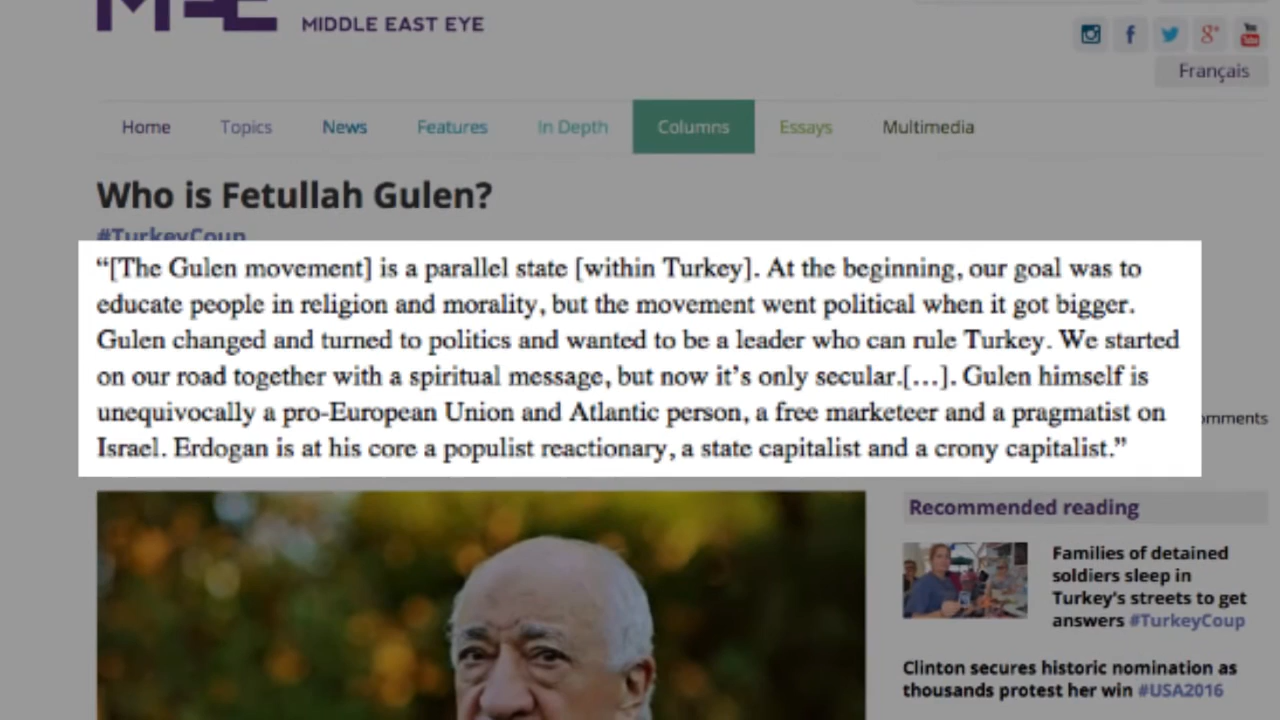 MEE MIDDLE EAST EYE
Français
Home Topics News Features In Depth Columns Essays Multimedia
Who is Fetullah Gulen?
#TurkeyCoup
“[The Gulen movement] is a parallel state [within Turkey]. At the beginning, our goal was to
educate people in religion and morality, but the movement went political when it got bigger.
Gulen changed and turned to politics and wanted to be a leader who can rule Turkey. We started
on our road together with a spiritual message, but now it’s only secular.[…]. Gulen himself is
unequivocally a pro-European Union and Atlantic person, a free marketeer and a pragmatist on
Israel. Erdogan is at his core a populist reactionary, a state capitalist and a crony capitalist.”
omments
Recommended reading
Families of detained
soldiers sleep in
Turkey's streets to get
answers #TurkeyCoup
Clinton secures historic nomination as
thousands protest her win #USA2016